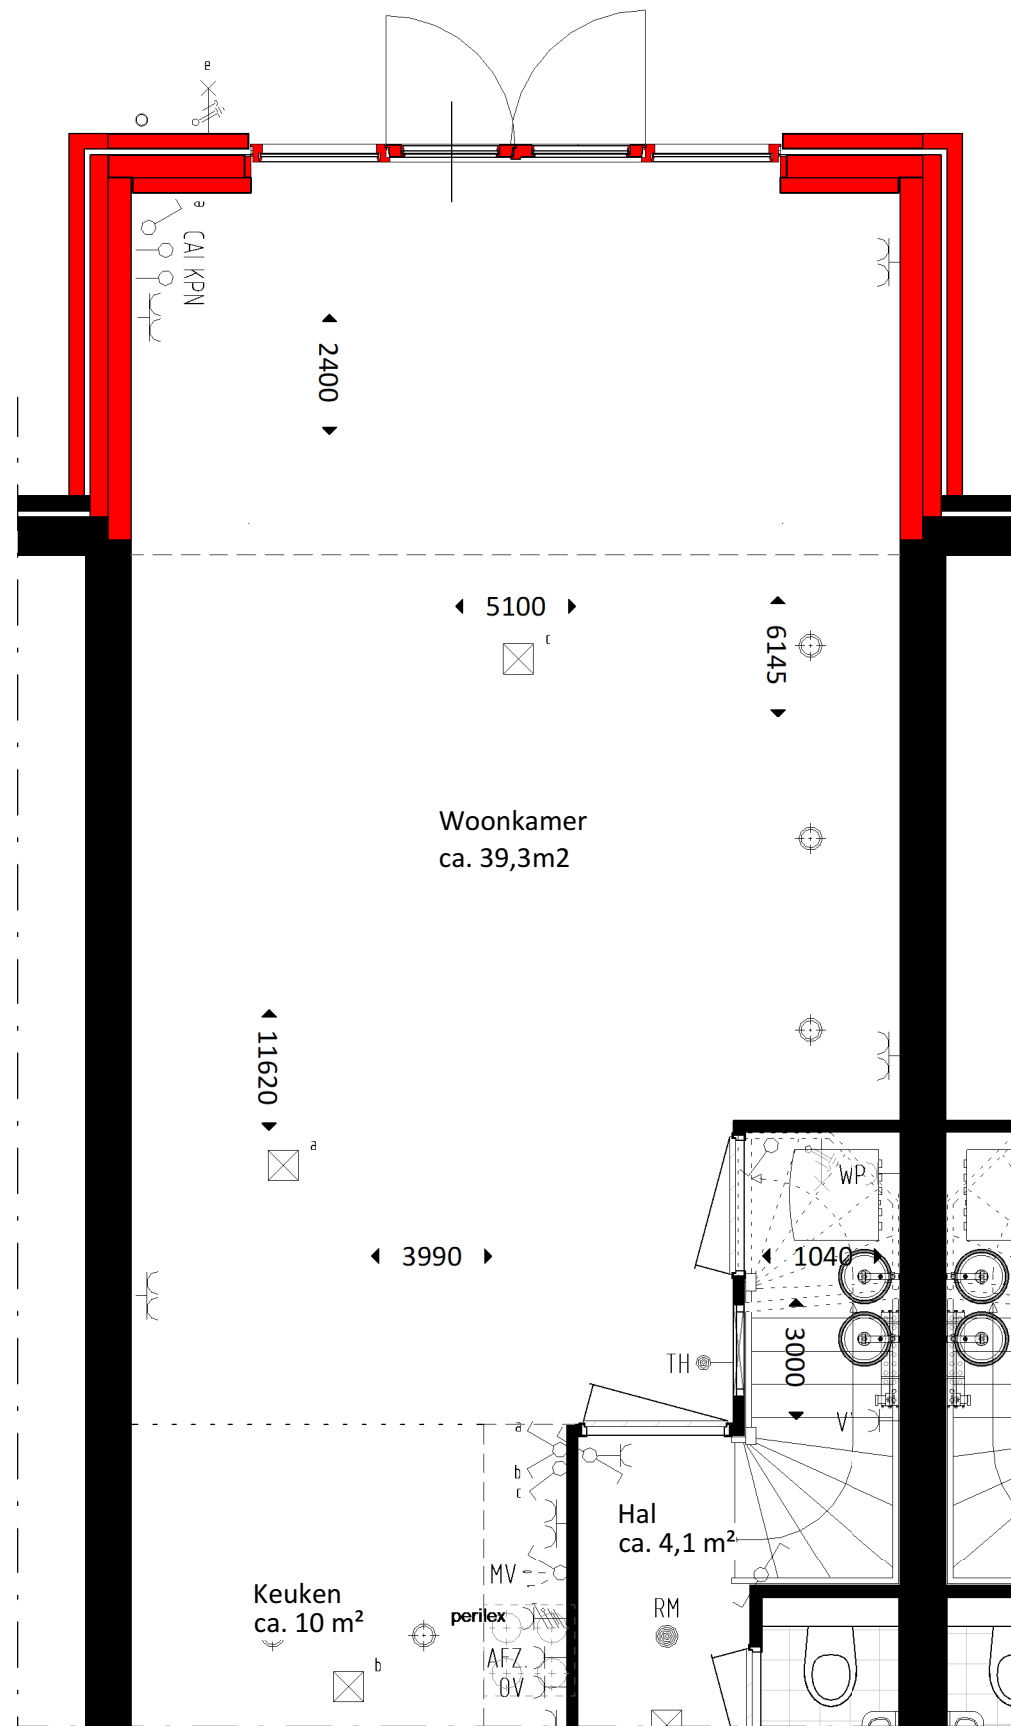 e
e
CAI KPN
2400
5100
c
6145
Woonkamer
ca. 39,3m2
11620
a
WP
3990
1040
3000
TH
V
a
b
c
Hal
ca. 4,1 m²
MV
Keuken
ca. 10 m²
perilex
RM
AFZ.
OV
b